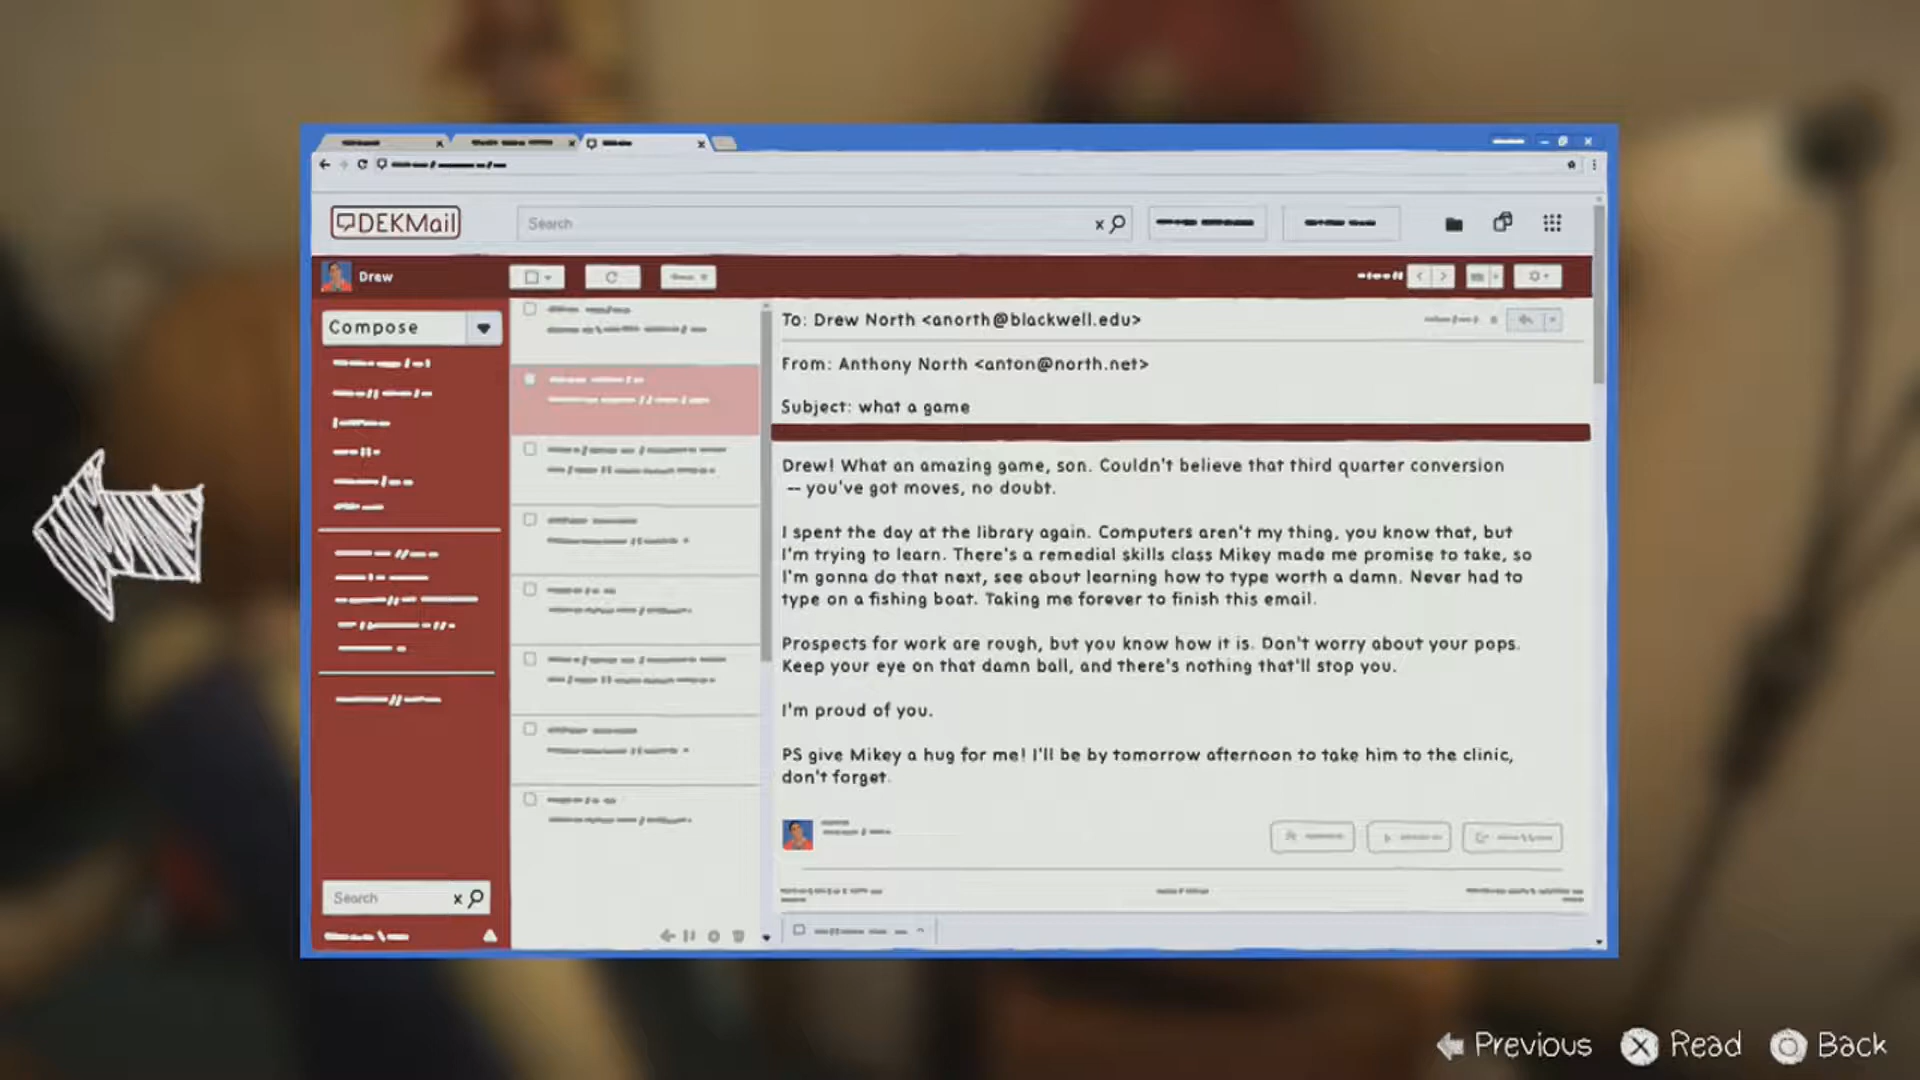 DEKMail
Search
x
Drew
Compose
To: Drew North <anorth@blackwell.edu>
From: Anthony North <anton@north.net>
Subject: what a game
Drew! What an amazing game, son. Couldn't believe that third quarter conversion
-- you've got moves, no doubt.
I spent the day at the library again. Computers aren't my thing, you know that, but
I'm trying to learn. There's a remedial skills class Mikey made me promise to take, so
I'm gonna do that next, see about learning how to type worth a damn. Never had to
type on a fishing boat. Taking me forever to finish this email.
Prospects for work are rough, but you know how it is. Don't worry about your pops.
Keep your eye on that damn ball, and there's nothing that'll stop you.
I'm proud of you.
PS give Mikey a hug for me! I'll be by tomorrow afternoon to take him to the clinic,
don't forget.
Search
x
Previous
Read
Back